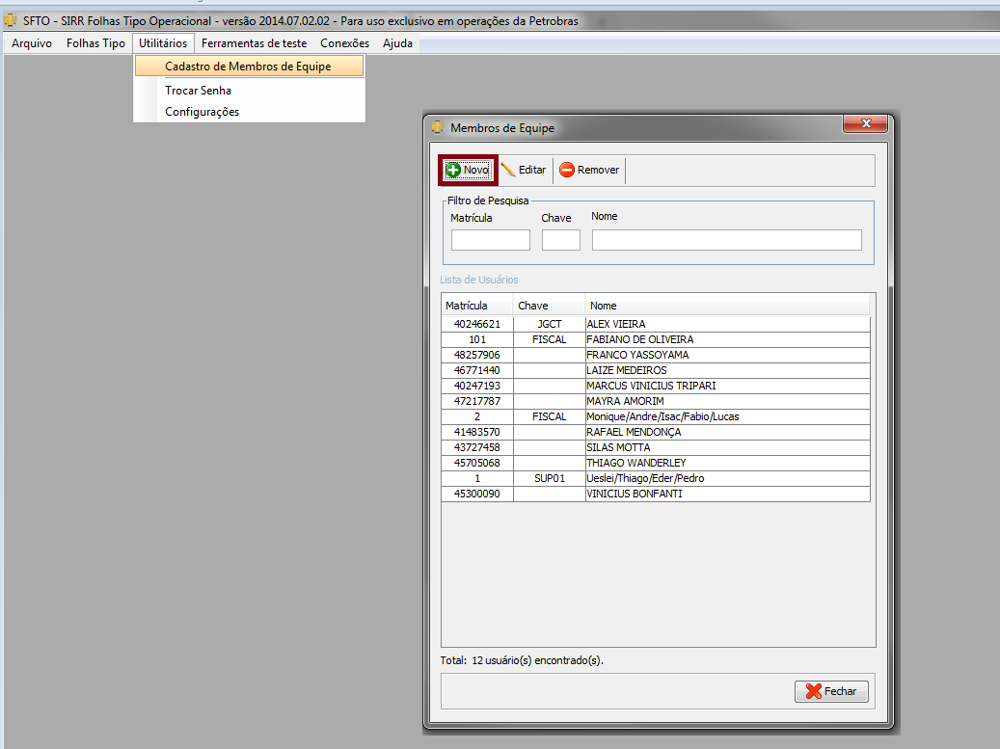 SFTO - SIRR Folhas Tipo Operacional - versão 2014.07.02.02 - Para uso exclusivo em operações da Petrobras
Arquivo Folhas Tipo Utilitários Ferramentas de teste Conexões Ajuda
Cadastro de Membros de Equipe
Trocar Senha
Configurações
Membros de Equipe
Novo Editar Remover
Filtro de Pesquisa
Matrícula Chave Nome
Lista de Usuários
Matrícula Chave Nome
40246621 JGCT ALEX VIEIRA
101 FISCAL FABIANO DE OLIVEIRA
48257906 FRANCO YASSOYAMA
46771440 LAIZE MEDEIROS
40247193 MARCUS VINICIUS TRIPARI
47217787 MAYRA AMORIM
2 FISCAL Monique/Andre/Isac/Fabio/Lucas
41483570 RAFAEL MENDONÇA
43727458 SILAS MOTTA
45705068 THIAGO WANDERLEY
1 SUP01 Ueslei/Thiago/Eder/Pedro
45300090 VINICIUS BONFANTI
Total: 12 usuário(s) encontrado(s).
Fechar